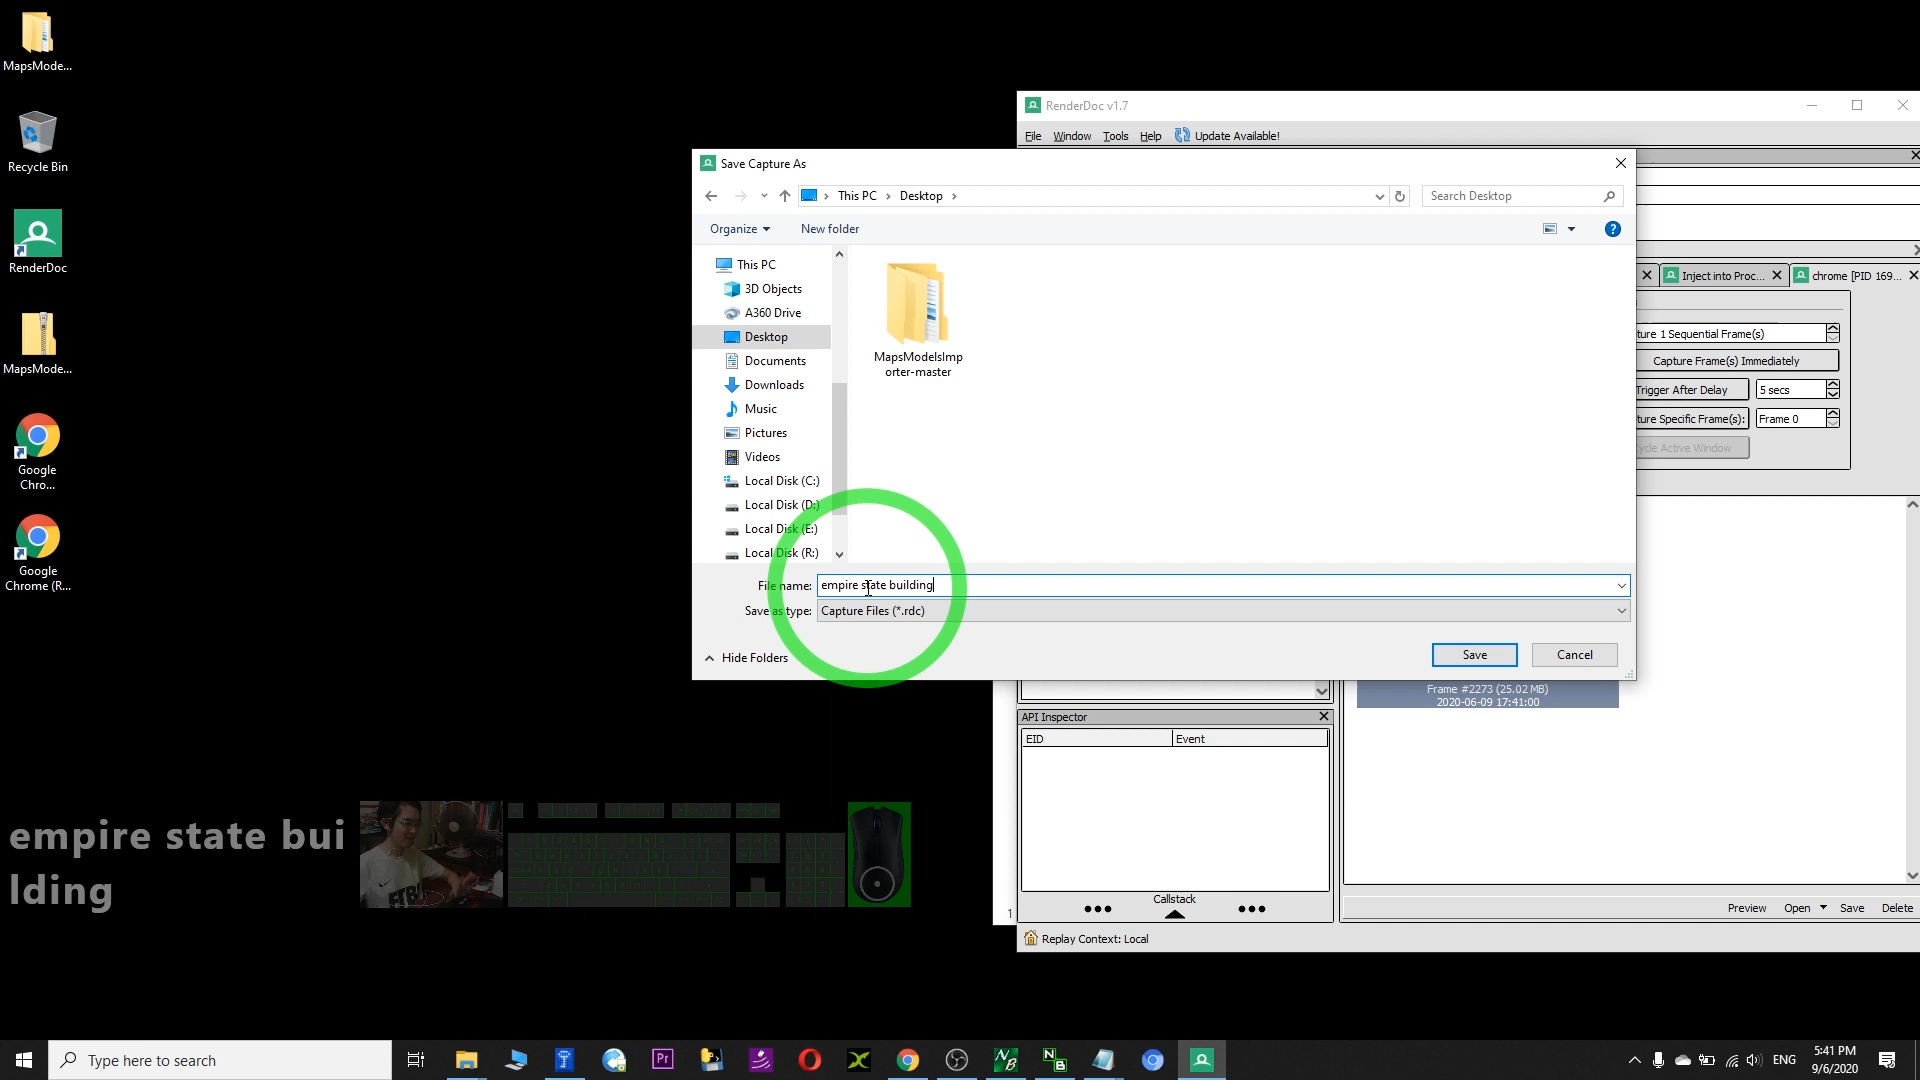 MapsMode...
Recycle Bin
RenderDoc
MapsMode...
Google
Chro...
Google
Chrome (R...
RenderDoc v1.7
File Window Tools Help Update Available!
Save Capture As
This PC › Desktop ›
Search Desktop
Organize
New folder
This PC
3D Objects
A360 Drive
Desktop
Documents
Downloads
Music
Pictures
Videos
Local Disk (C:)
Local Disk (D:)
Local Disk (E:)
Local Disk (R:)
MapsModelsImp
orter-master
File name: empire state building
Save as type: Capture Files (*.rdc)
Hide Folders
Save
Cancel
Inject into Proc...
chrome [PID 169...
ture 1 Sequential Frame(s)
Capture Frame(s) Immediately
Trigger After Delay
5 secs
ture Specific Frame(s):
Frame 0
ycle Active Window
Frame #2273 (25.02 MB)
2020-06-09 17:41:00
API Inspector
EID
Event
Callstack
1
Preview Open Save Delete
Replay Context: Local
empire state bui
lding
Type here to search
ENG
5:41 PM
9/6/2020